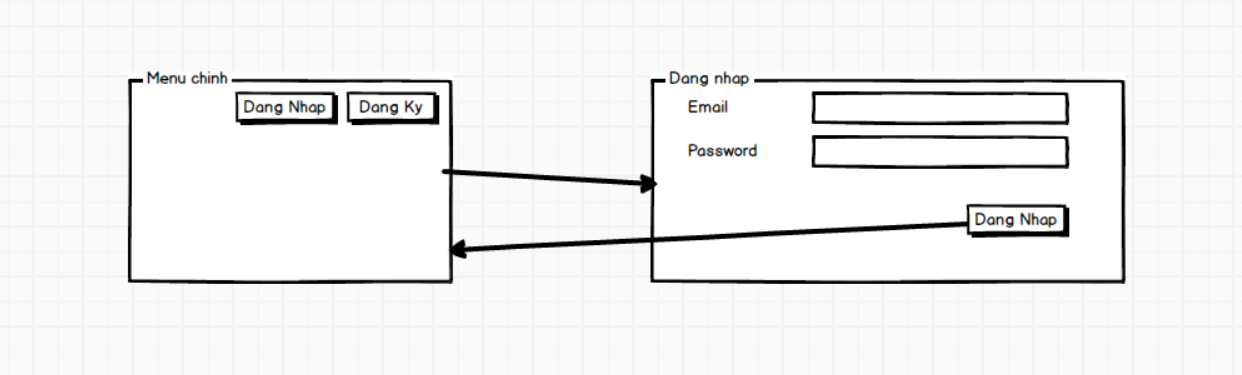 Menu chinh
Dang Nhap
Dang Ky
Dang nhap
Email
Password
Dang Nhap